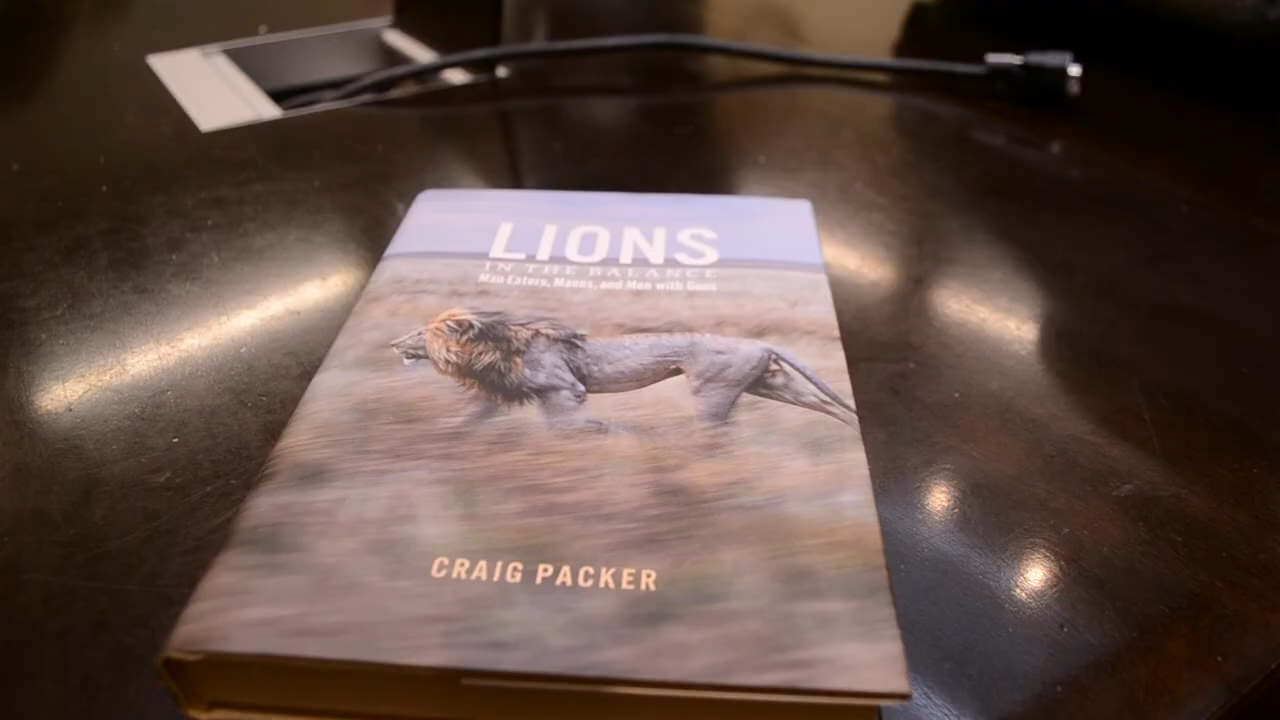 LIONS
IN THE BALANCE
Man Eaters, Manes, and Men with Guns
CRAIG PACKER